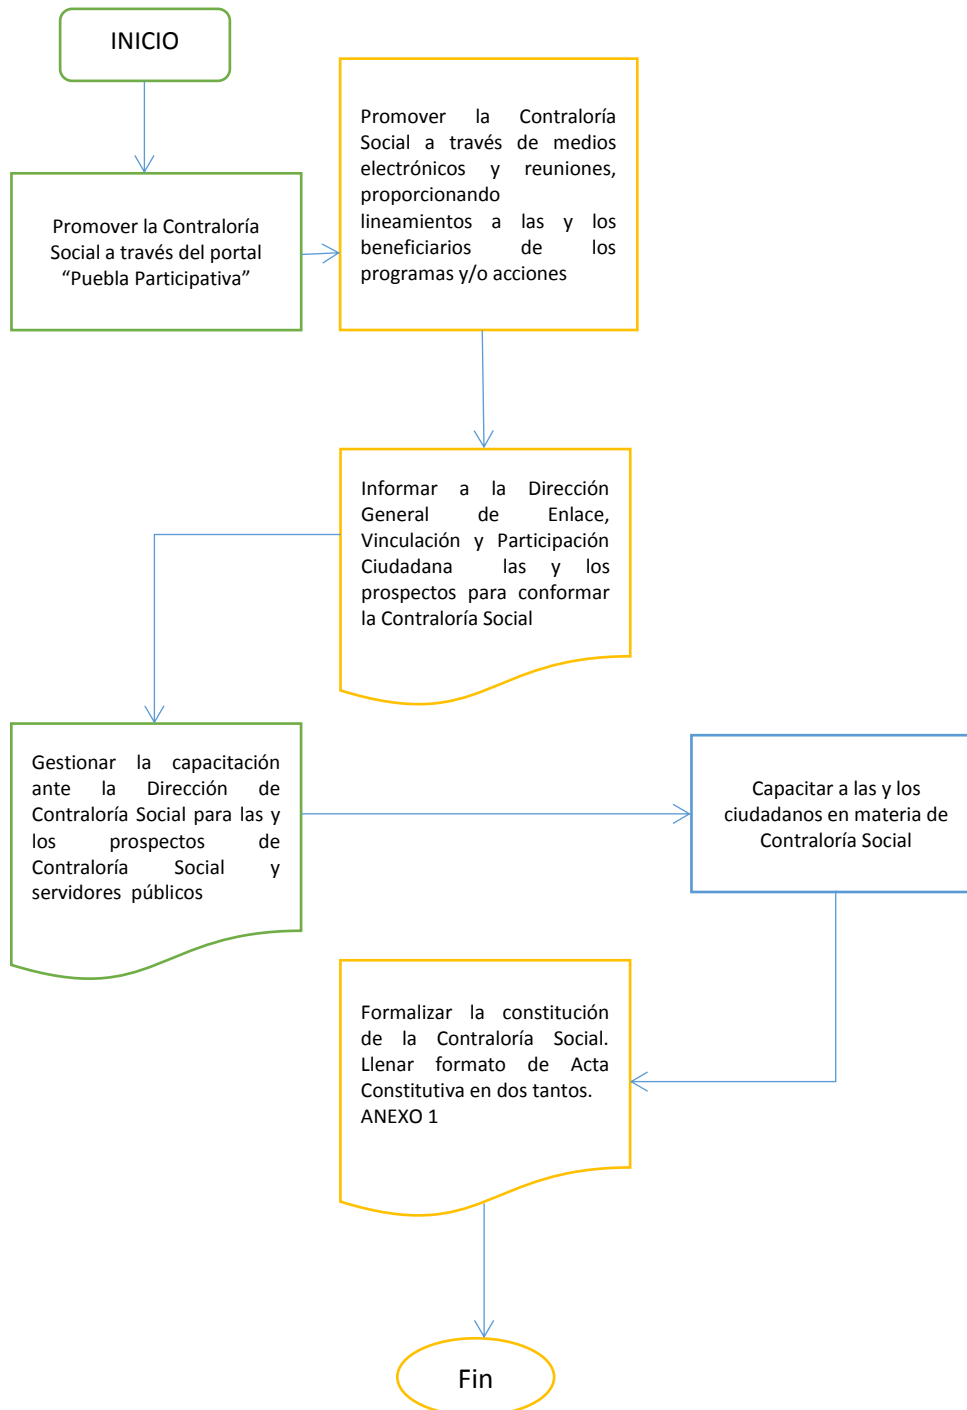 INICIO
Promover la Contraloría
Social a través del portal
“Puebla Participativa”
Promover la Contraloría
Social a través de medios
electrónicos y reuniones,
proporcionando
lineamientos a las y los
beneficiarios de los
programas y/o acciones
Informar a la Dirección
General de Enlace,
Vinculación y Participación
Ciudadana las y los
prospectos para conformar
la Contraloría Social
Gestionar la capacitación
ante la Dirección de
Contraloría Social para las y
los prospectos de
Contraloría Social y
servidores públicos
Capacitar a las y los
ciudadanos en materia de
Contraloría Social
Formalizar la constitución
de la Contraloría Social.
Llenar formato de Acta
Constitutiva en dos tantos.
ANEXO 1
Fin